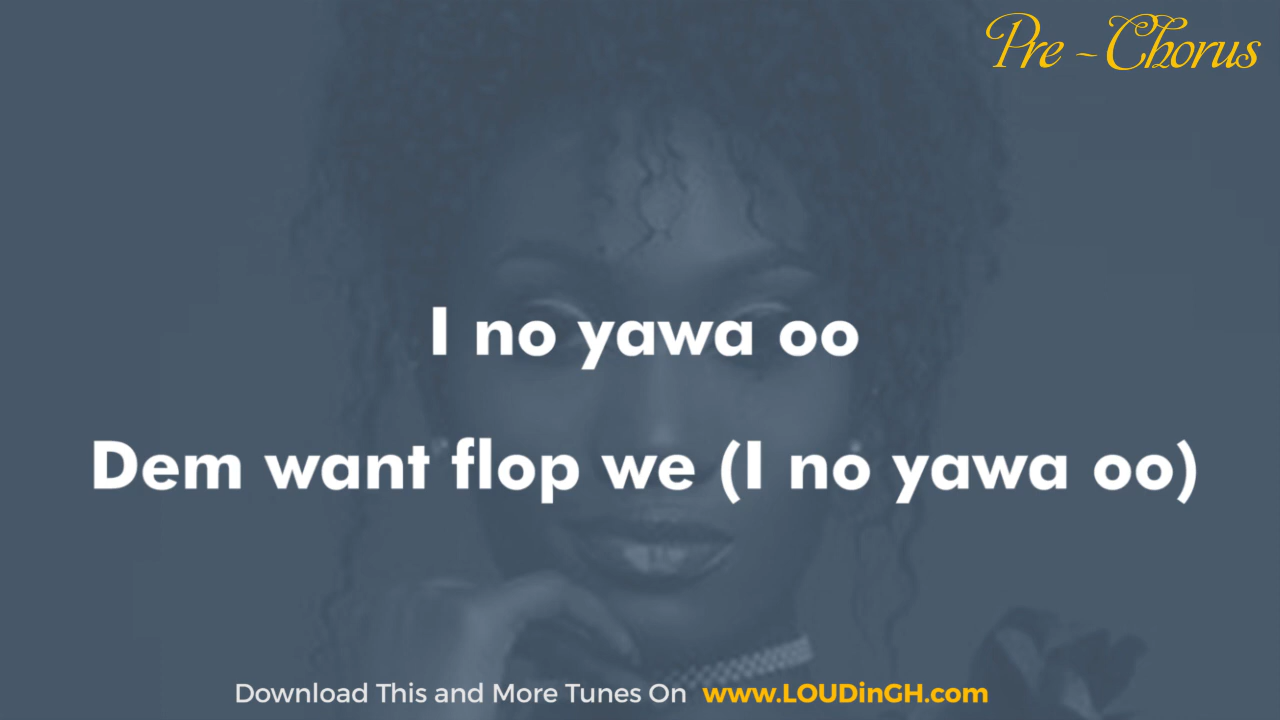 Pre - Chorus
I no yawa oo
Dem want flop we (I no yawa oo)
Download This and More Tunes On www.LOUDinGH.com